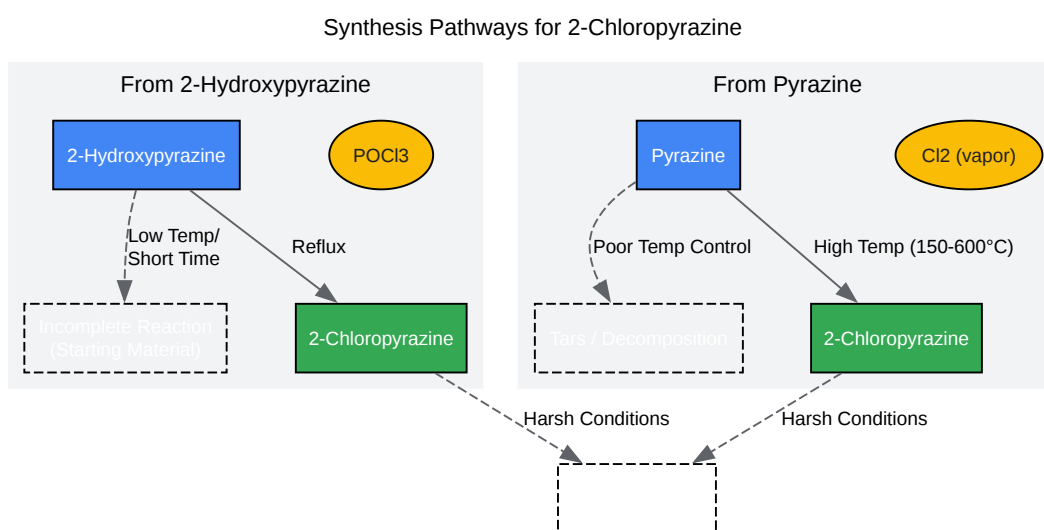 Synthesis Pathways for 2-Chloropyrazine
From 2-Hydroxypyrazine
From Pyrazine
2-Hydroxypyrazine
POCl3
Pyrazine
Cl2 (vapor)
Low Temp/
Short Time
Reflux
Poor Temp Control
High Temp (150-600°C)
Incomplete Reaction
(Starting Material)
2-Chloropyrazine
Tars / Decomposition
2-Chloropyrazine
Harsh Conditions
Harsh Conditions